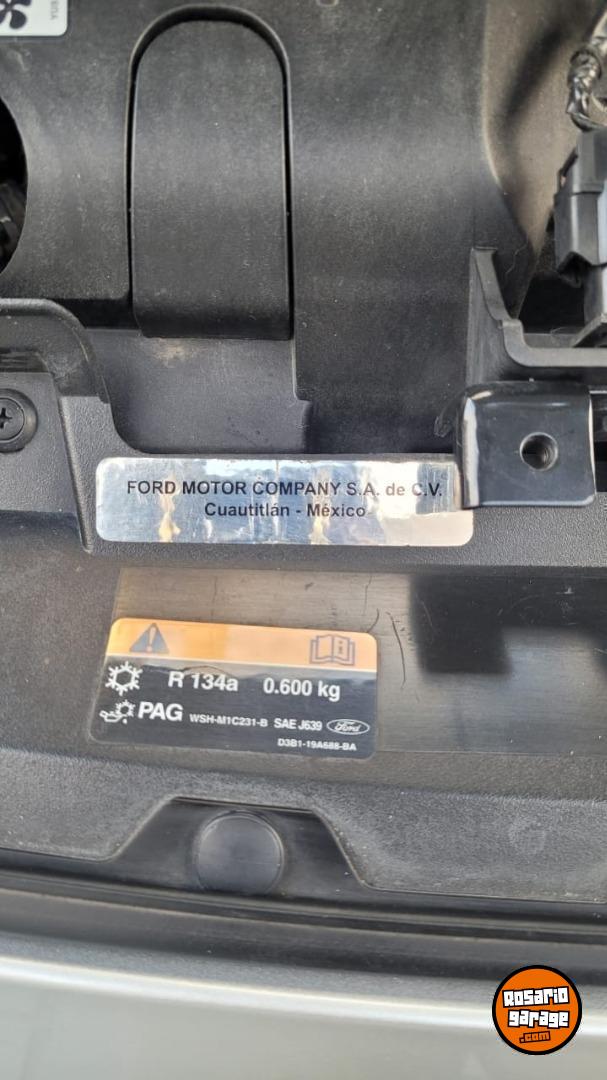 FORD MOTOR COMPANY S.A. de C.V.
Cuautitlán - México
R 134a 0.600 kg
PAG WSH-M1C231-B SAE J639 Ford
D3B1-19A688-BA
Rosario
garage
.com